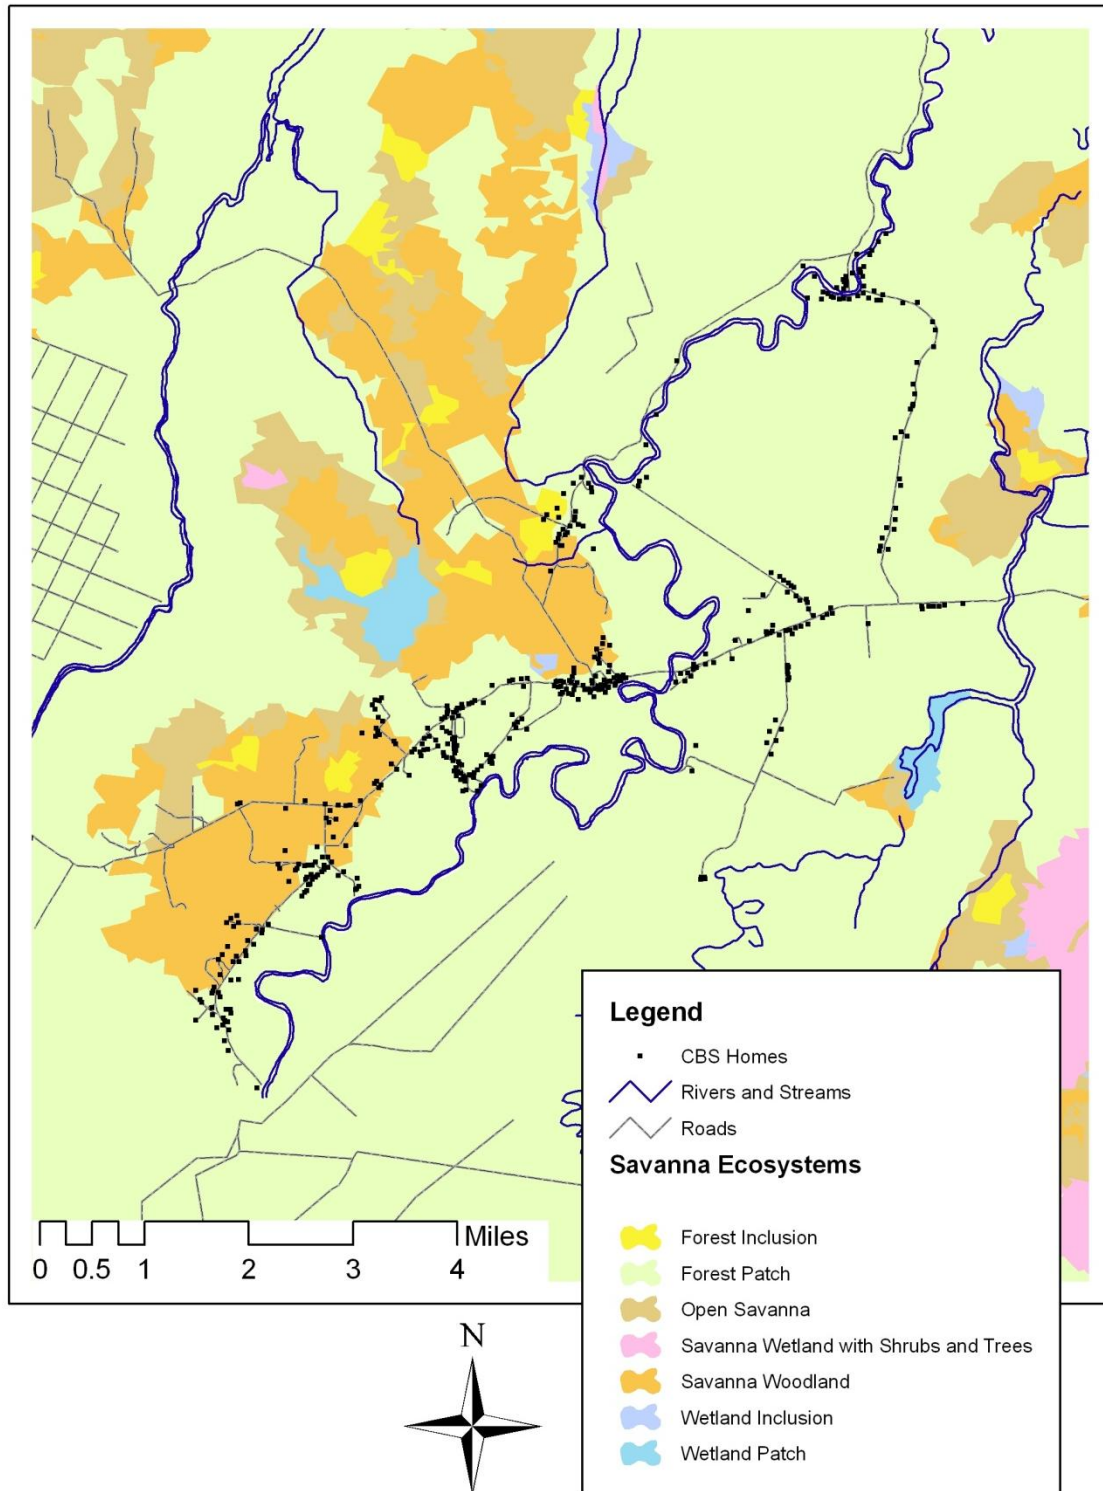 Legend
CBS Homes
Rivers and Streams
Roads
Savanna Ecosystems
Forest Inclusion
Forest Patch
Open Savanna
Savanna Wetland with Shrubs and Trees
Savanna Woodland
Wetland Inclusion
Wetland Patch
Miles
0 0.5 1 2 3 4
N